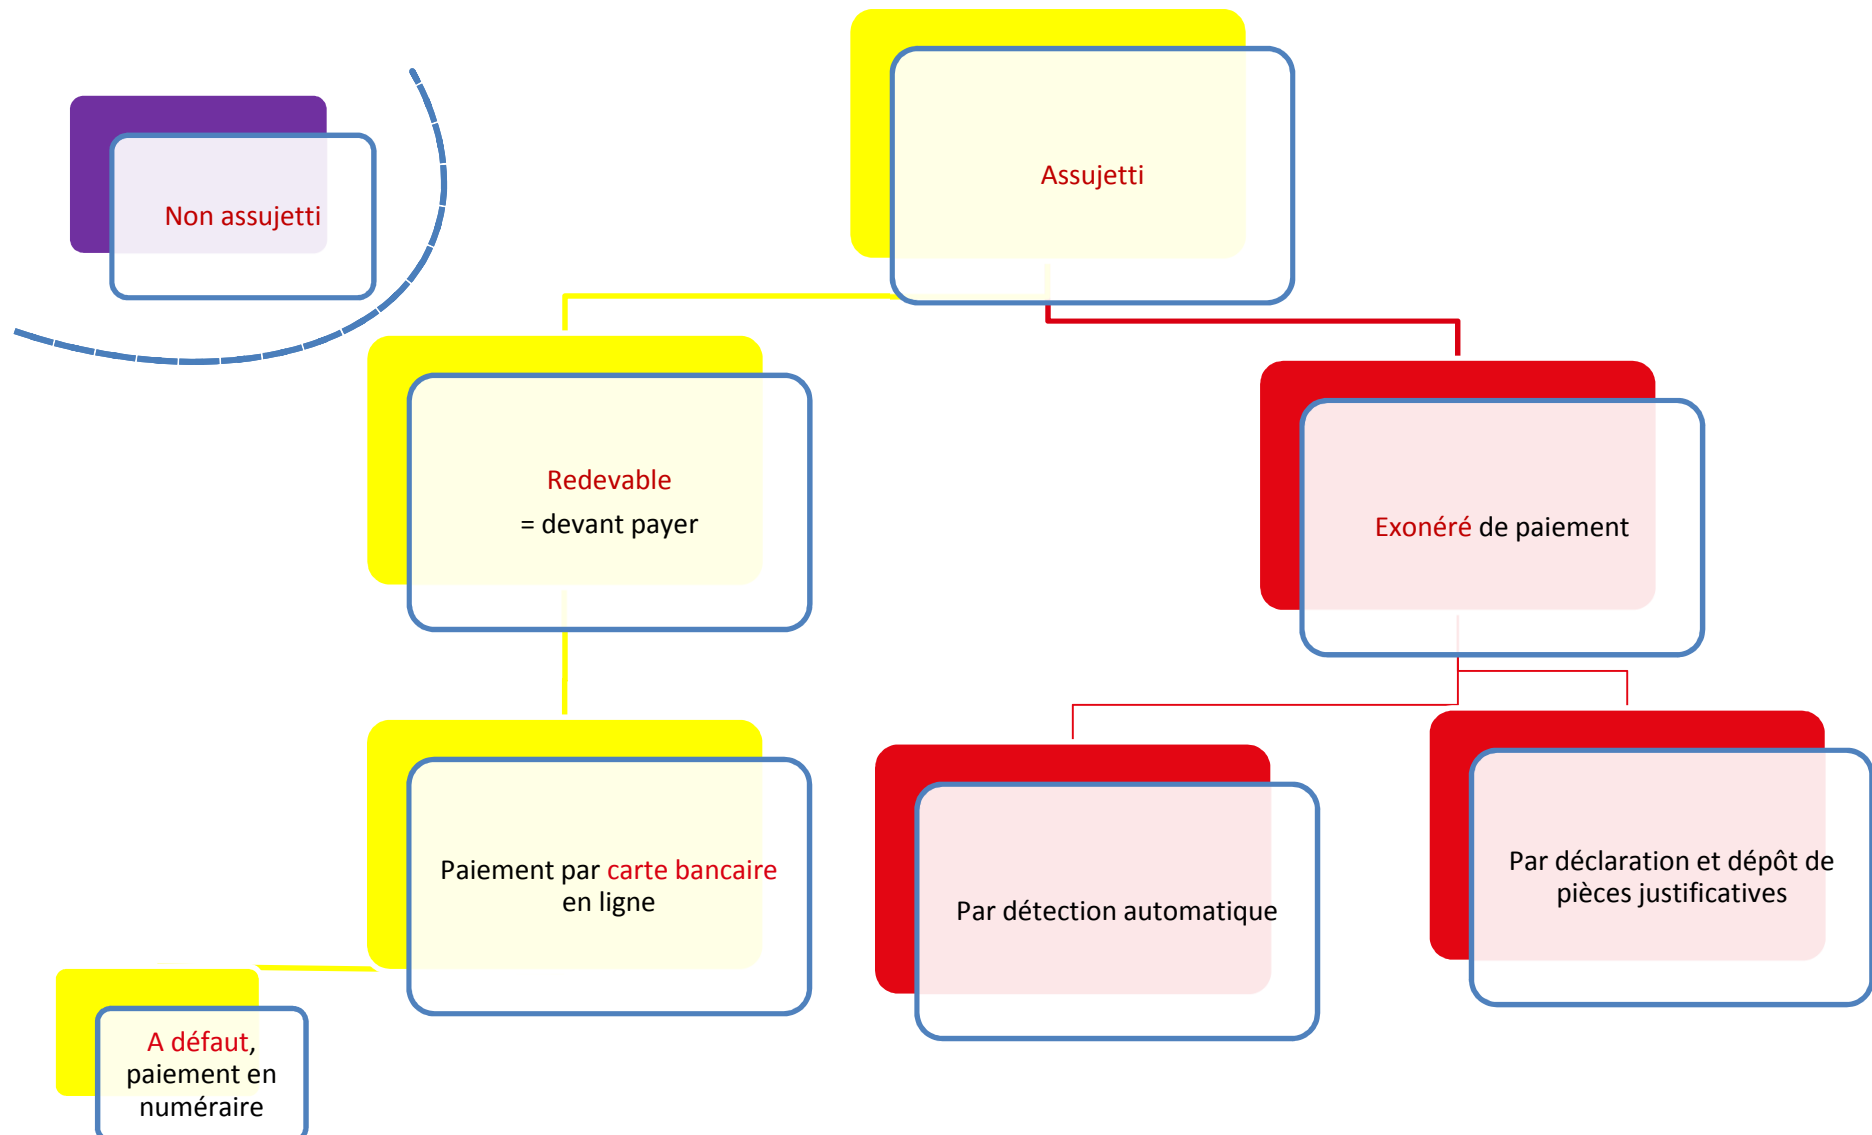 Assujetti
Non assujetti
Redevable
= devant payer
Exonéré de paiement
Paiement par carte bancaire
en ligne
Par détection automatique
Par déclaration et dépôt de
pièces justificatives
A défaut,
paiement en
numéraire